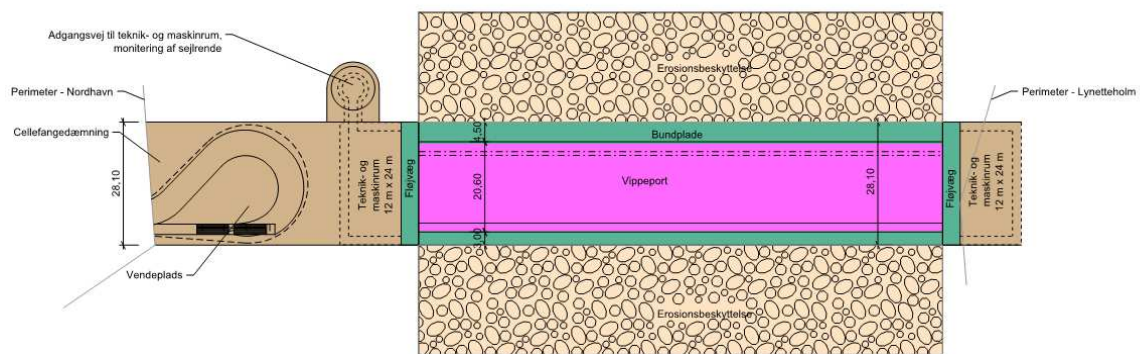 Adgangsvej til teknik- og maskinrum,
monitering af sejlrende
Erosionsbeskyttelse
Perimeter - Nordhavn
Perimeter - Lynetteholm
Cellefangedæmning
4,50
Bundplade
28,10
Teknik- og
maskinrum
12 m x 24 m
Fløjvæg
20,60
Vippeport
28,10
Fløjvæg
Teknik- og
maskinrum
12 m x 24 m
3,00
Vendeplads
Erosionsbeskyttelse